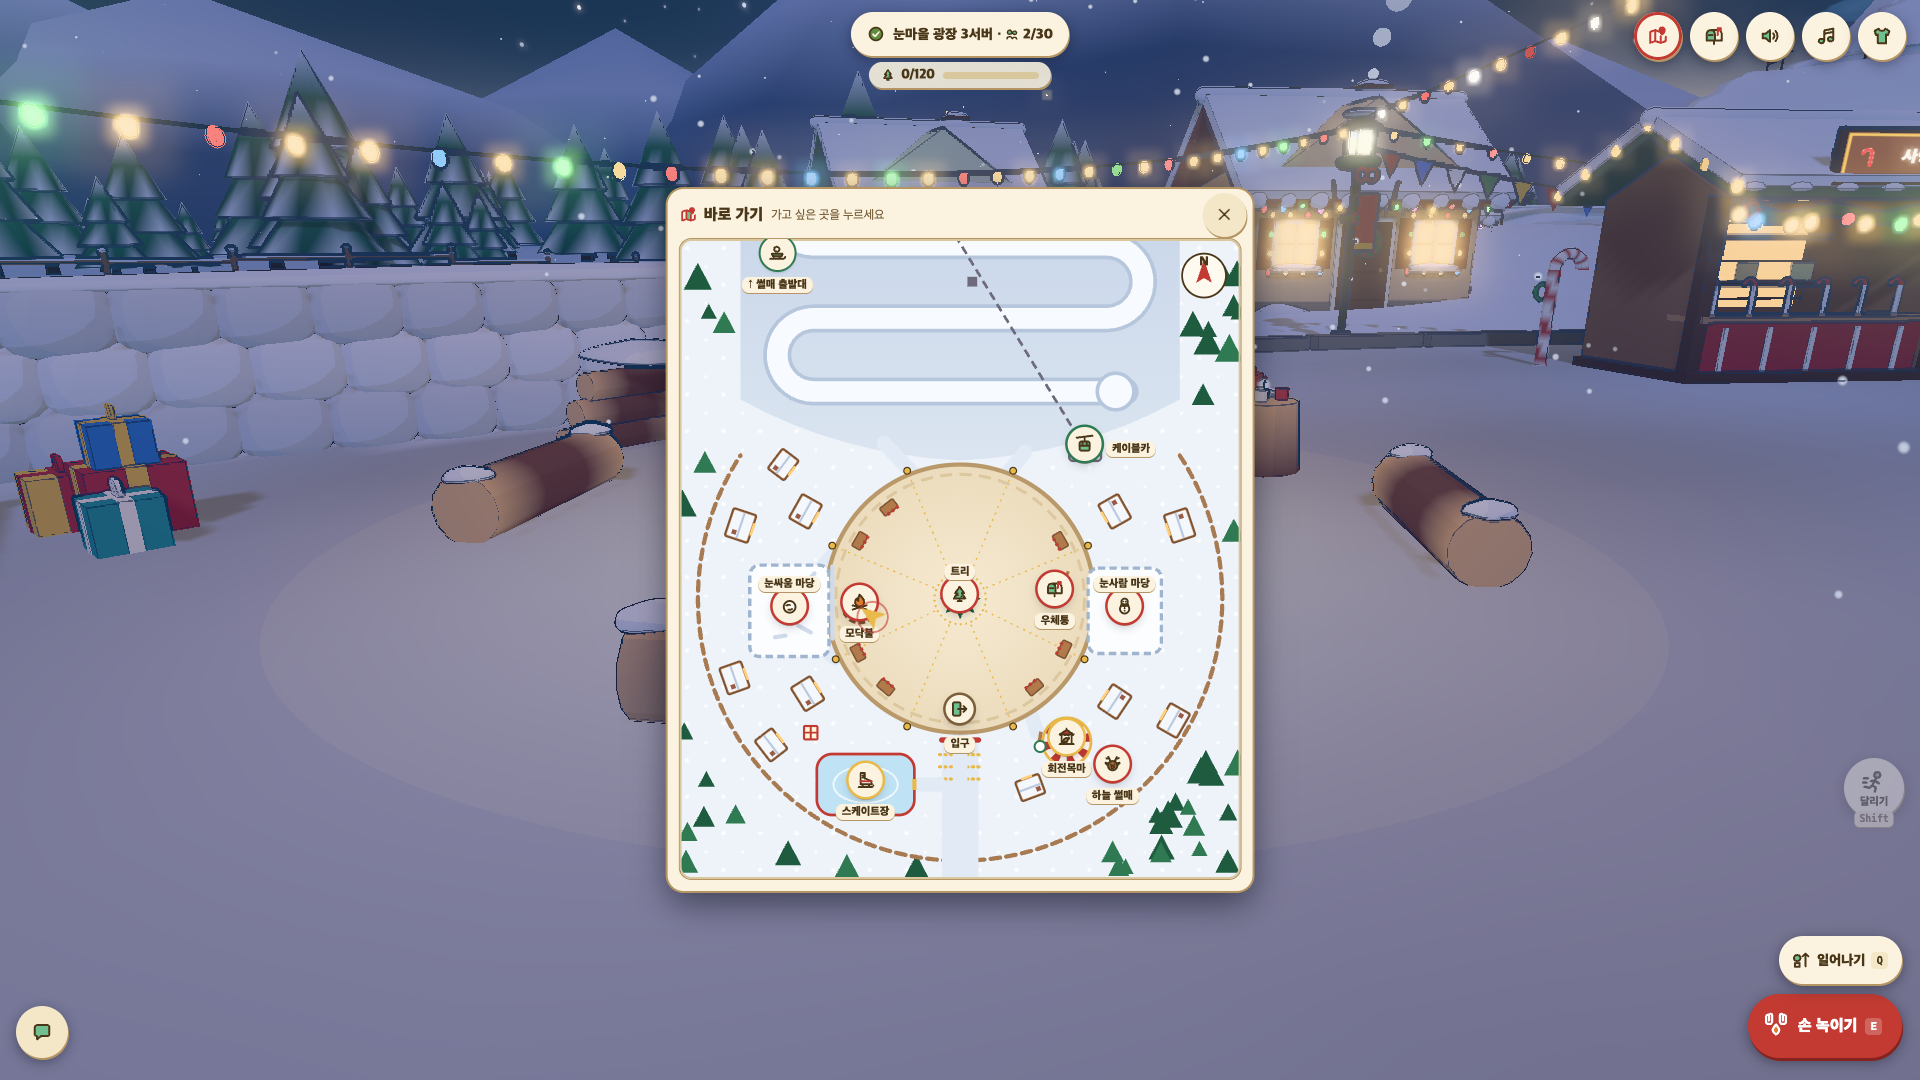 눈마을 광장 3서버 · 2/30
0/120
사
바로 가기 가고 싶은 곳을 누르세요
N
↑ 썰매 출발대
케이블카
트리
눈싸움 마당
눈사람 마당
우체통
모닥불
입구
회전목마
하늘 썰매
스케이트장
달리기
Shift
일어나기 Q
손 녹이기 E